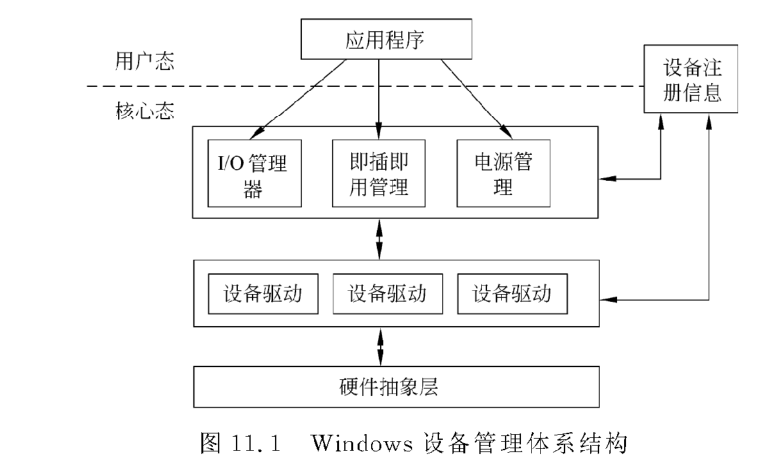 应用程序
用户态
核心态
设备注
册信息
I/O 管理
器
即插即
用管理
电源管
理
设备驱动
设备驱动
设备驱动
硬件抽象层
图 11.1 Windows 设备管理体系结构